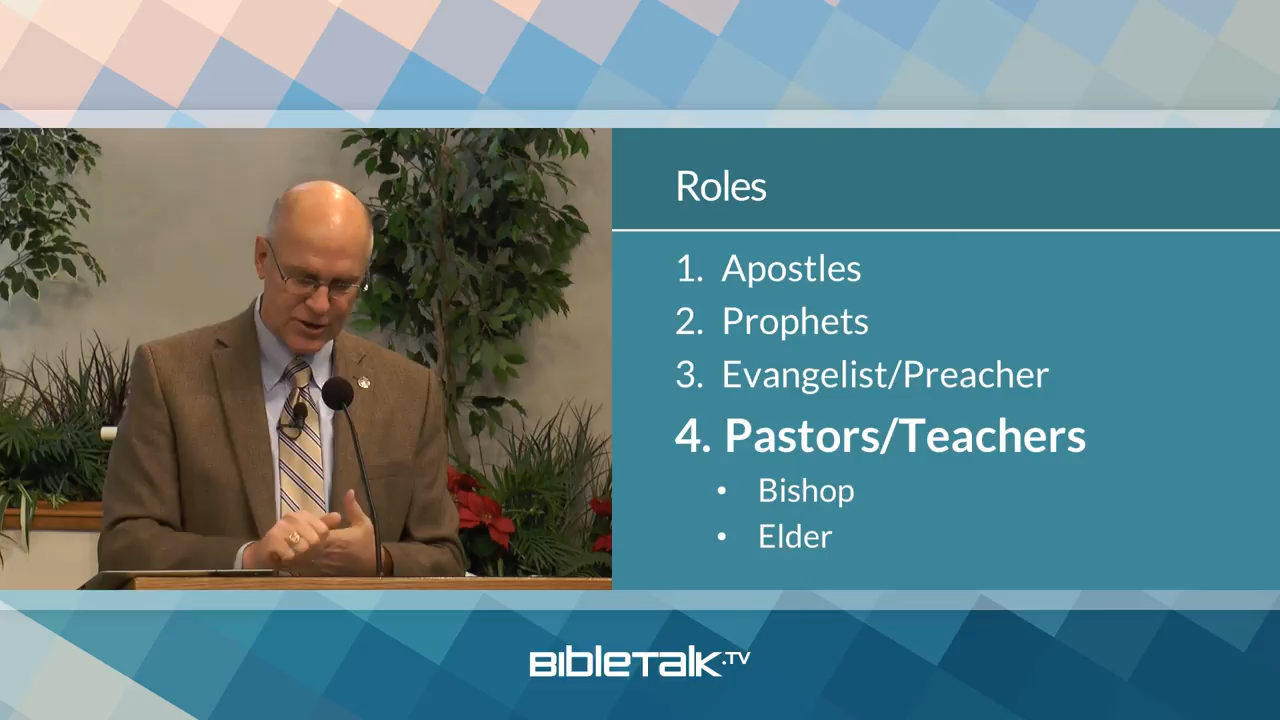 Roles
1. Apostles
2. Prophets
3. Evangelist/Preacher
4. Pastors/Teachers
• Bishop
• Elder
BIBLETALK.TV